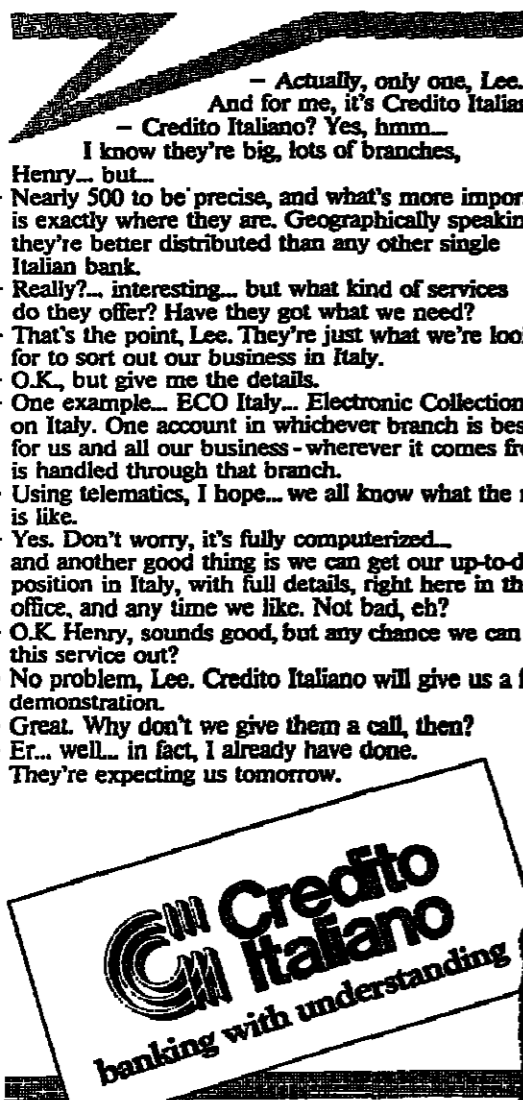 – Actually, only one, Lee.
And for me, it's Credito Italian
– Credito Italiano? Yes, hmm...
I know they're big, lots of branches,
Henry... but...
- Nearly 500 to be precise, and what's more impor
is exactly where they are. Geographically speakin
they're better distributed than any other single
Italian bank.
- Really?... interesting... but what kind of services
do they offer? Have they got what we need?
- That's the point, Lee. They're just what we're loo
for to sort out our business in Italy.
- O.K., but give me the details.
- One example... ECO Italy... Electronic Collection
on Italy. One account in whichever branch is bes
for us and all our business - wherever it comes fr
is handled through that branch.
- Using telematics, I hope... we all know what the
is like.
- Yes. Don't worry, it's fully computerized...
and another good thing is we can get our up-to-d
position in Italy, with full details, right here in th
office, and any time we like. Not bad, eh?
- O.K. Henry, sounds good, but any chance we can
this service out?
- No problem, Lee. Credito Italiano will give us a f
demonstration.
- Great. Why don't we give them a call, then?
- Er... well... in fact, I already have done.
They're expecting us tomorrow.
Credito
Italiano
banking with understanding